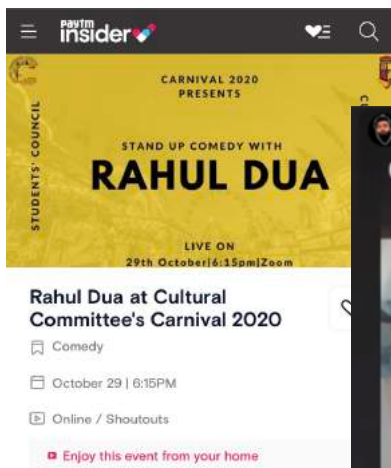 Paytm
insider
CARNIVAL 2020
PRESENTS
STUDENTS' COUNCIL
STAND UP COMEDY WITH
RAHUL DUA
LIVE ON
29th October|6:15pm|Zoom
Rahul Dua at Cultural
Committee's Carnival 2020
Comedy
October 29 | 6:15PM
Online / Shoutouts
Enjoy this event from your home